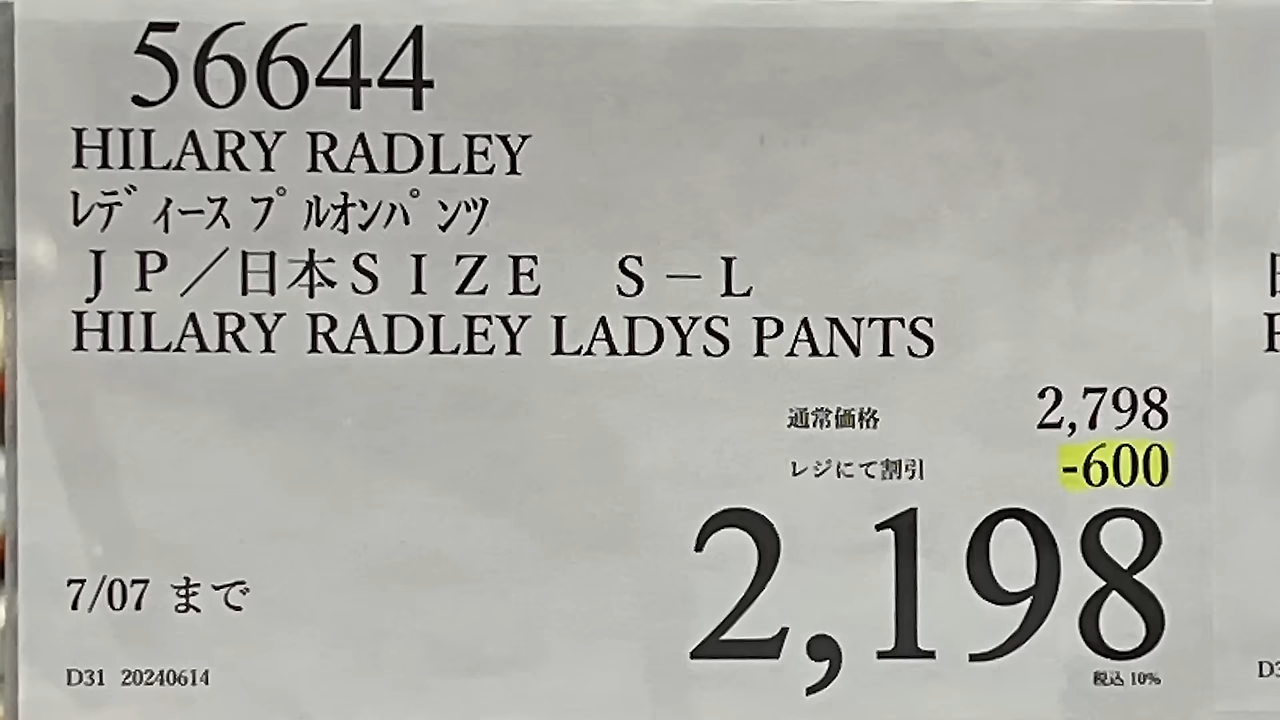 56644
HILARY RADLEY
ﾚﾃﾞｨｰｽ ﾌﾟﾙｵﾝﾊﾟﾝﾂ
ＪＰ／日本ＳＩＺＥ　Ｓ－Ｌ
HILARY RADLEY LADYS PANTS
通常価格 2,798
レジにて割引 -600
2,198
7/07 まで
税込 10%
D31 20240614